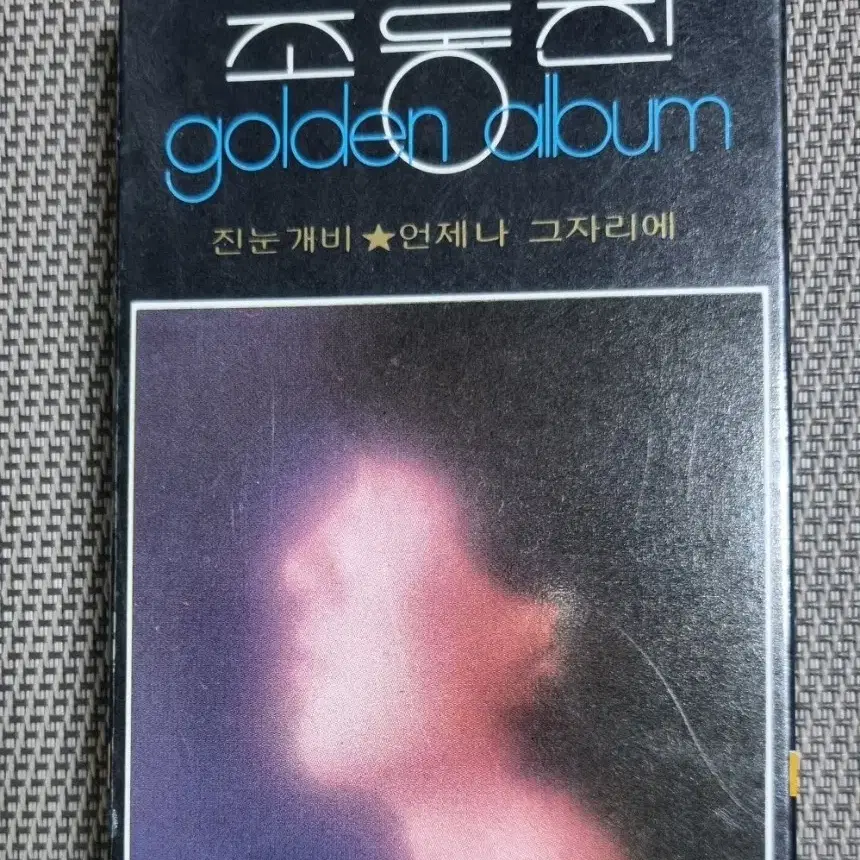 조동진
golden album
진눈개비★언제나 그자리에